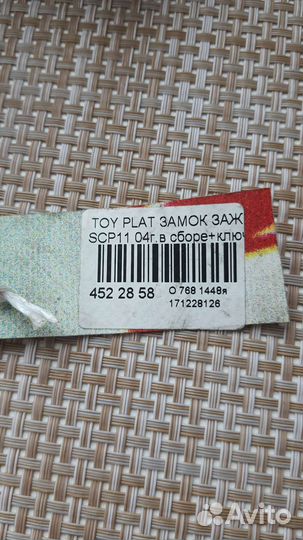 TOY PLAT ЗАМОК ЗАЖ
SCP11 04г.в сборе+ключ
452 28 58
О 768 1448я
171228126
Avito